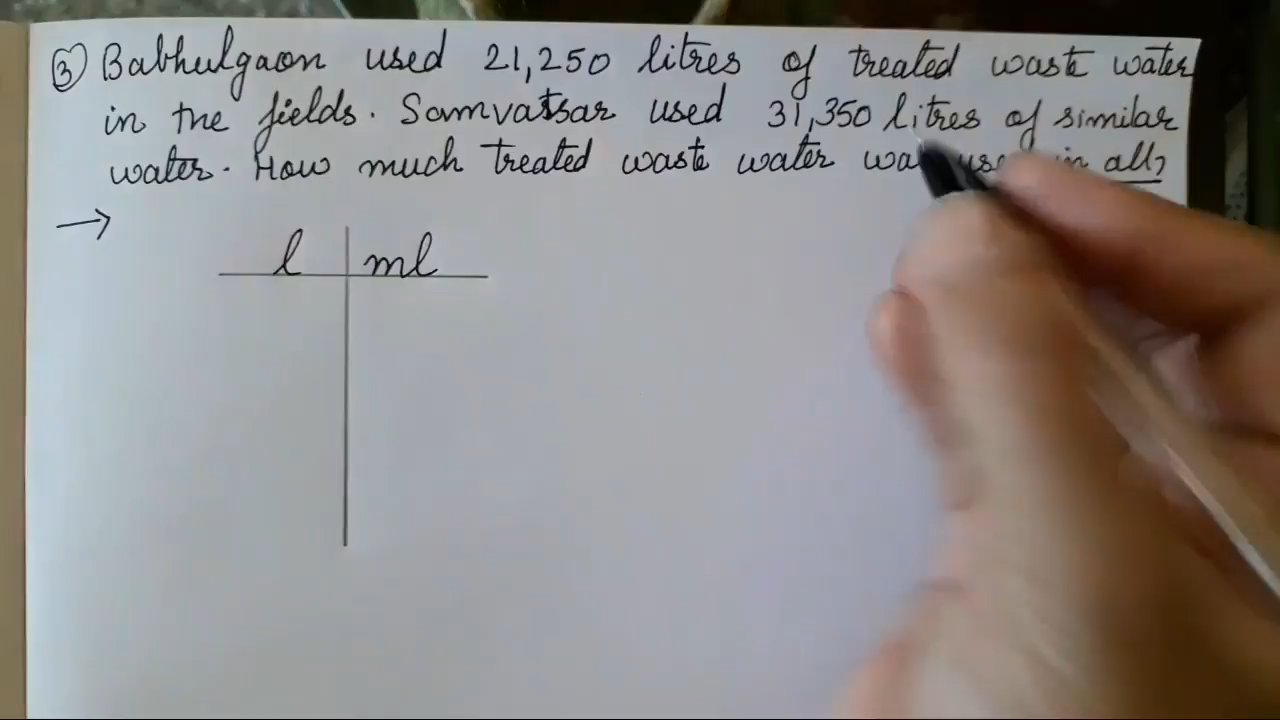 ③ Babhulgaon used 21,250 litres of treated waste water
in the fields. Samvatsar used 31,350 litres of similar
water. How much treated waste water in all?
→
l | ml